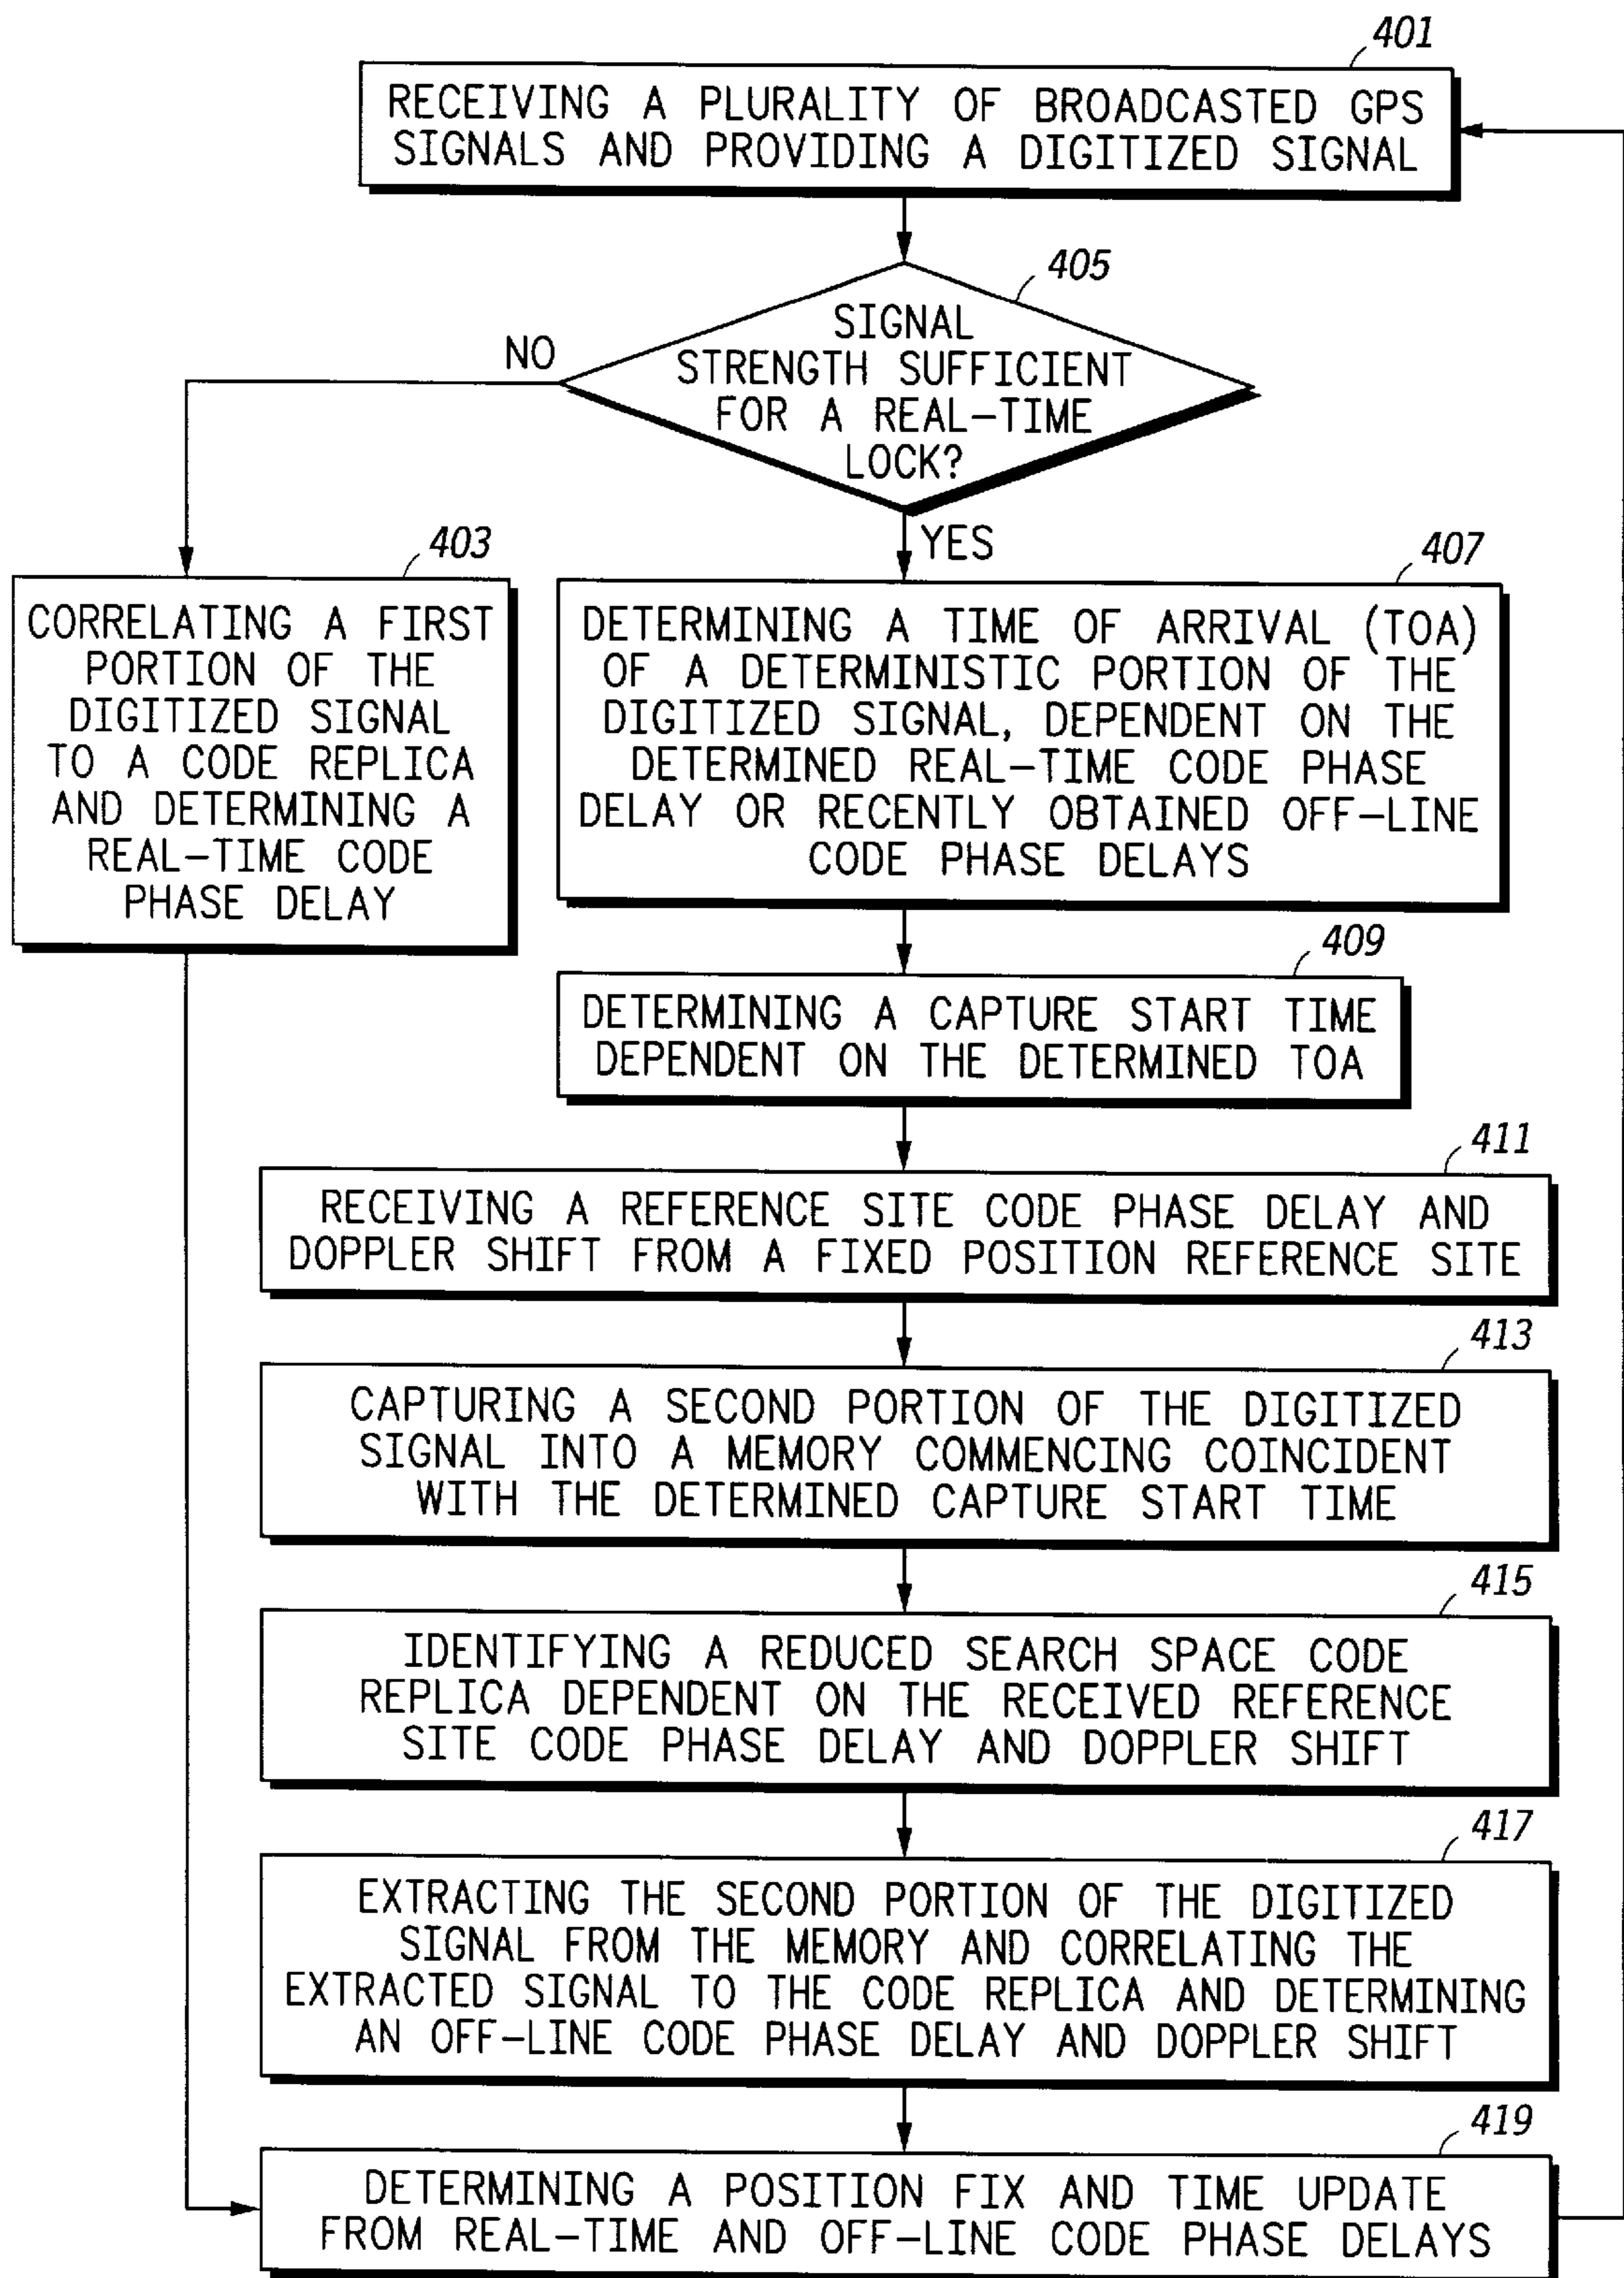 401
RECEIVING A PLURALITY OF BROADCASTED GPS
SIGNALS AND PROVIDING A DIGITIZED SIGNAL
405
SIGNAL
STRENGTH SUFFICIENT
FOR A REAL-TIME
LOCK?
NO
YES
403
CORRELATING A FIRST
PORTION OF THE
DIGITIZED SIGNAL
TO A CODE REPLICA
AND DETERMINING A
REAL-TIME CODE
PHASE DELAY
407
DETERMINING A TIME OF ARRIVAL (TOA)
OF A DETERMINISTIC PORTION OF THE
DIGITIZED SIGNAL, DEPENDENT ON THE
DETERMINED REAL-TIME CODE PHASE
DELAY OR RECENTLY OBTAINED OFF-LINE
CODE PHASE DELAYS
409
DETERMINING A CAPTURE START TIME
DEPENDENT ON THE DETERMINED TOA
411
RECEIVING A REFERENCE SITE CODE PHASE DELAY AND
DOPPLER SHIFT FROM A FIXED POSITION REFERENCE SITE
413
CAPTURING A SECOND PORTION OF THE DIGITIZED
SIGNAL INTO A MEMORY COMMENCING COINCIDENT
WITH THE DETERMINED CAPTURE START TIME
415
IDENTIFYING A REDUCED SEARCH SPACE CODE
REPLICA DEPENDENT ON THE RECEIVED REFERENCE
SITE CODE PHASE DELAY AND DOPPLER SHIFT
417
EXTRACTING THE SECOND PORTION OF THE DIGITIZED
SIGNAL FROM THE MEMORY AND CORRELATING THE
EXTRACTED SIGNAL TO THE CODE REPLICA AND DETERMINING
AN OFF-LINE CODE PHASE DELAY AND DOPPLER SHIFT
419
DETERMINING A POSITION FIX AND TIME UPDATE
FROM REAL-TIME AND OFF-LINE CODE PHASE DELAYS